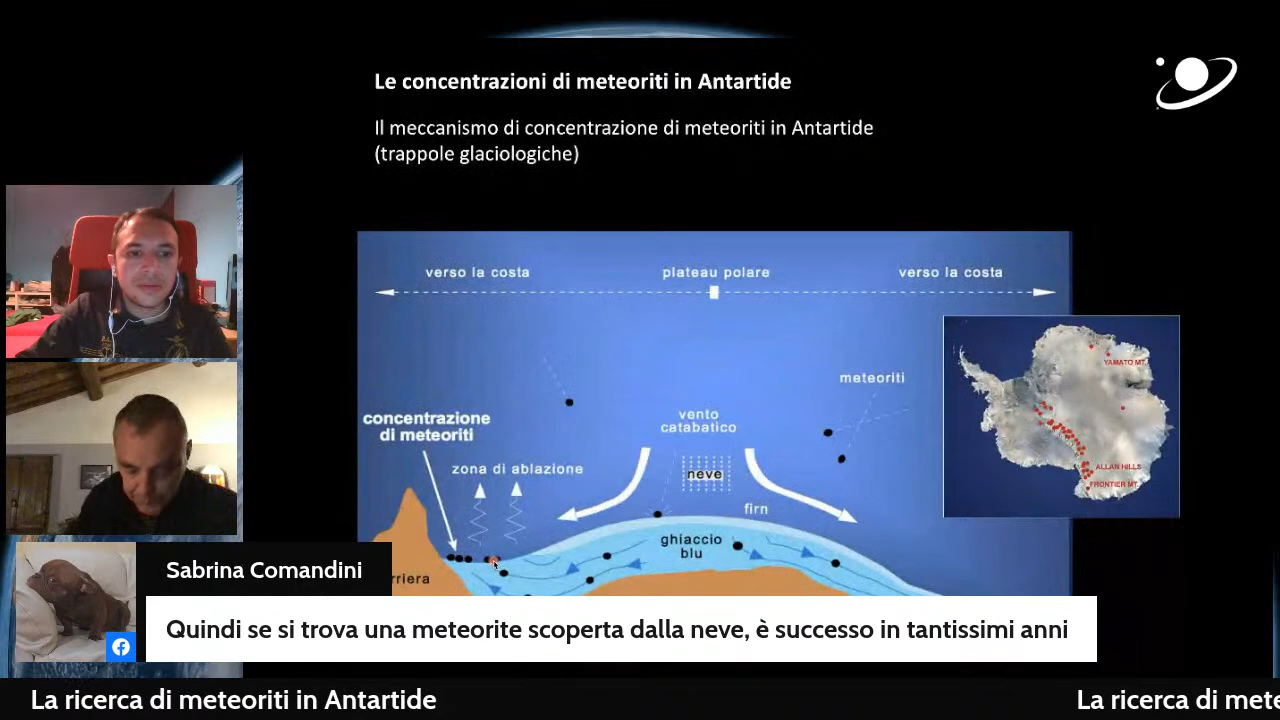 Le concentrazioni di meteoriti in Antartide
Il meccanismo di concentrazione di meteoriti in Antartide
(trappole glaciologiche)
verso la costa
plateau polare
verso la costa
meteoriti
concentrazione
di meteoriti
vento
catabatico
zona di ablazione
neve
firn
ghiaccio
blu
rriera
YAMATO MT.
ALLAN HILLS
FRONTIER MT.
Sabrina Comandini
Quindi se si trova una meteorite scoperta dalla neve, è successo in tantissimi anni
La ricerca di meteoriti in Antartide
La ricerca di mete